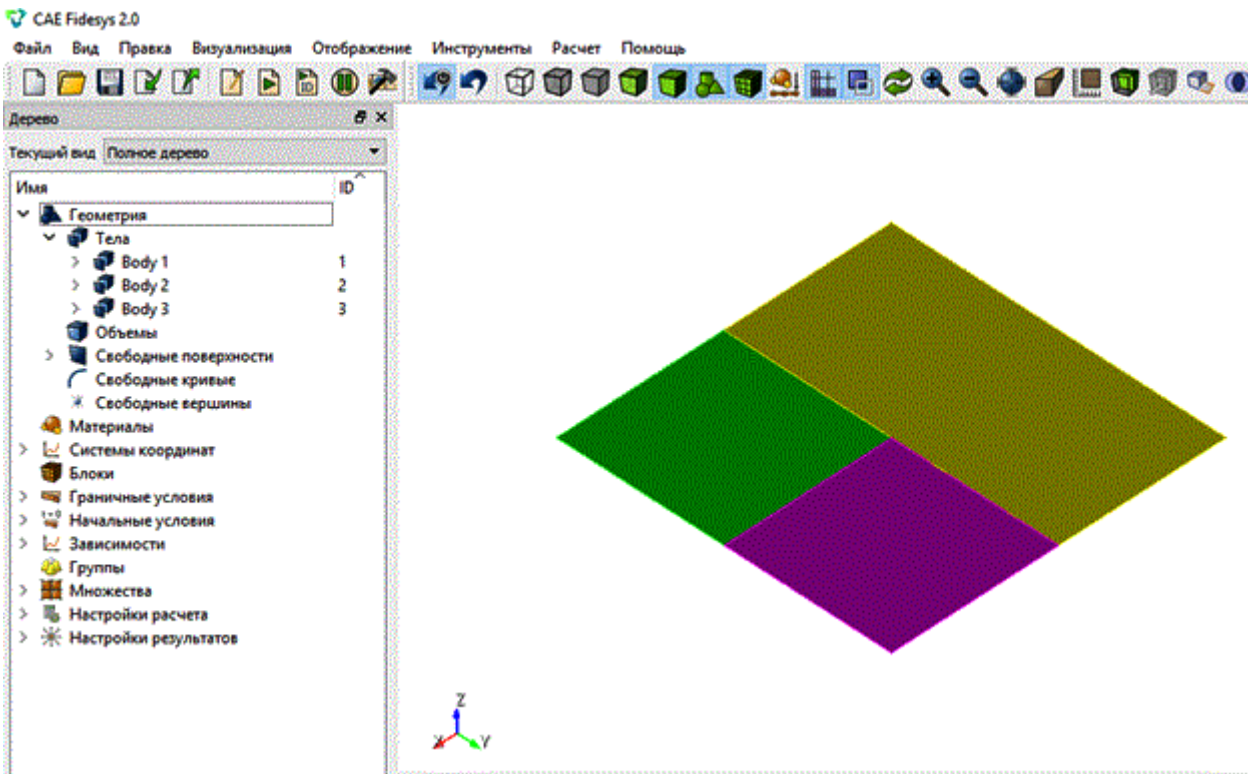 CAE Fidesys 2.0
Файл Вид Правка Визуализация Отображение Инструменты Расчет Помощь
ID
Дерево
Текущий вид Полное дерево
Имя ID
Геометрия
Тела
Body 1 1
Body 2 2
Body 3 3
Объемы
Свободные поверхности
Свободные кривые
Свободные вершины
Материалы
Системы координат
Блоки
Граничные условия
t=0 Начальные условия
Зависимости
Группы
Множества
Настройки расчета
Настройки результатов
Z
X Y